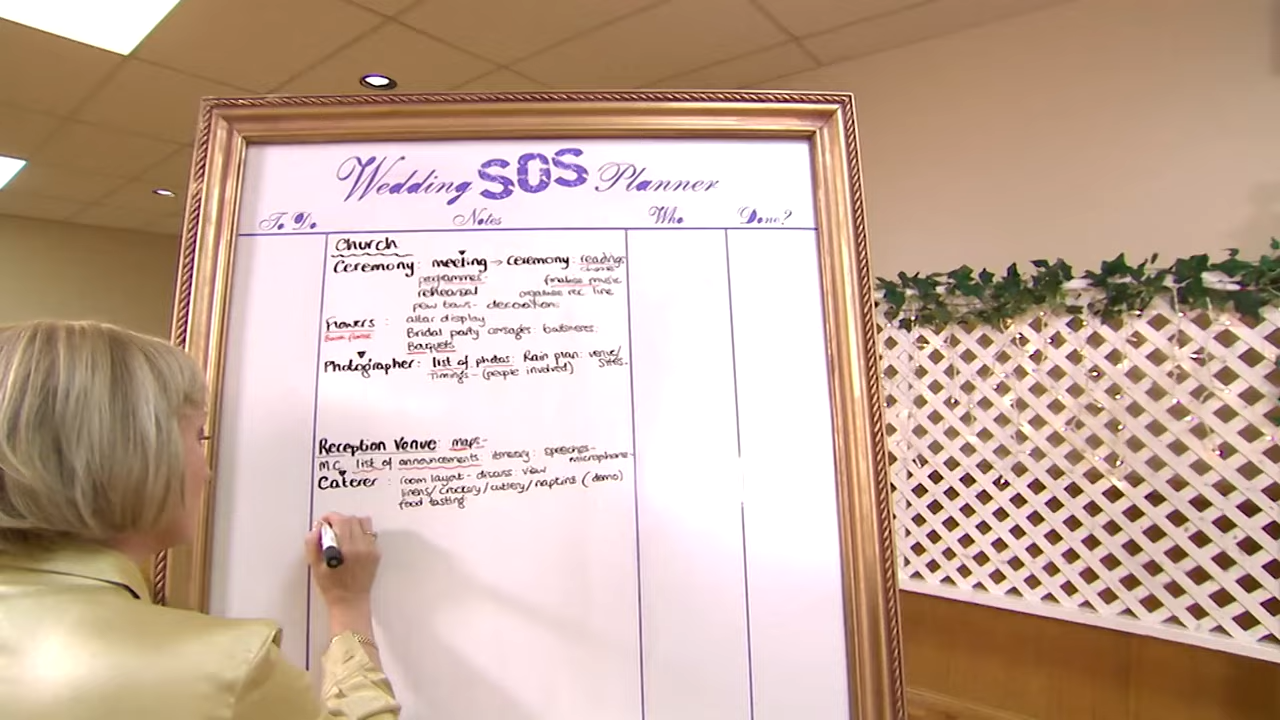 Wedding SOS Planner
To Do Notes Who Done?
Church
Ceremony: meeting → Ceremony: readings
programmes- finalise music
rehearsal organise rec line
pew bows - decoration:
Flowers : altar display
Bridal party corsages:
Bouquets
Photographer: list of photos: Rain plan: venue/
timings - (people involved) sites-
Reception Venue: maps-
M.C. list of announcements: itinerary: speeches-
microphone-
Caterer : room layout - discuss: view
linens/crockery/cutlery/napkins (demo)
food tasting